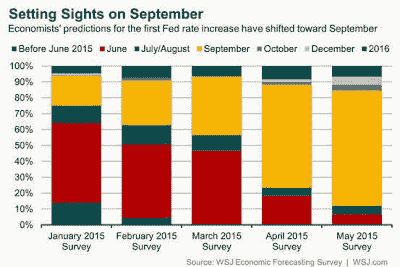 Setting Sights on September
Economists' predictions for the first Fed rate increase have shifted toward September
Before June 2015 June July/August September October December 2016
100%
90%
80%
70%
60%
50%
40%
30%
20%
10%
0%
January 2015 Survey
February 2015 Survey
March 2015 Survey
April 2015 Survey
May 2015 Survey
Source: WSJ Economic Forecasting Survey | WSJ.com